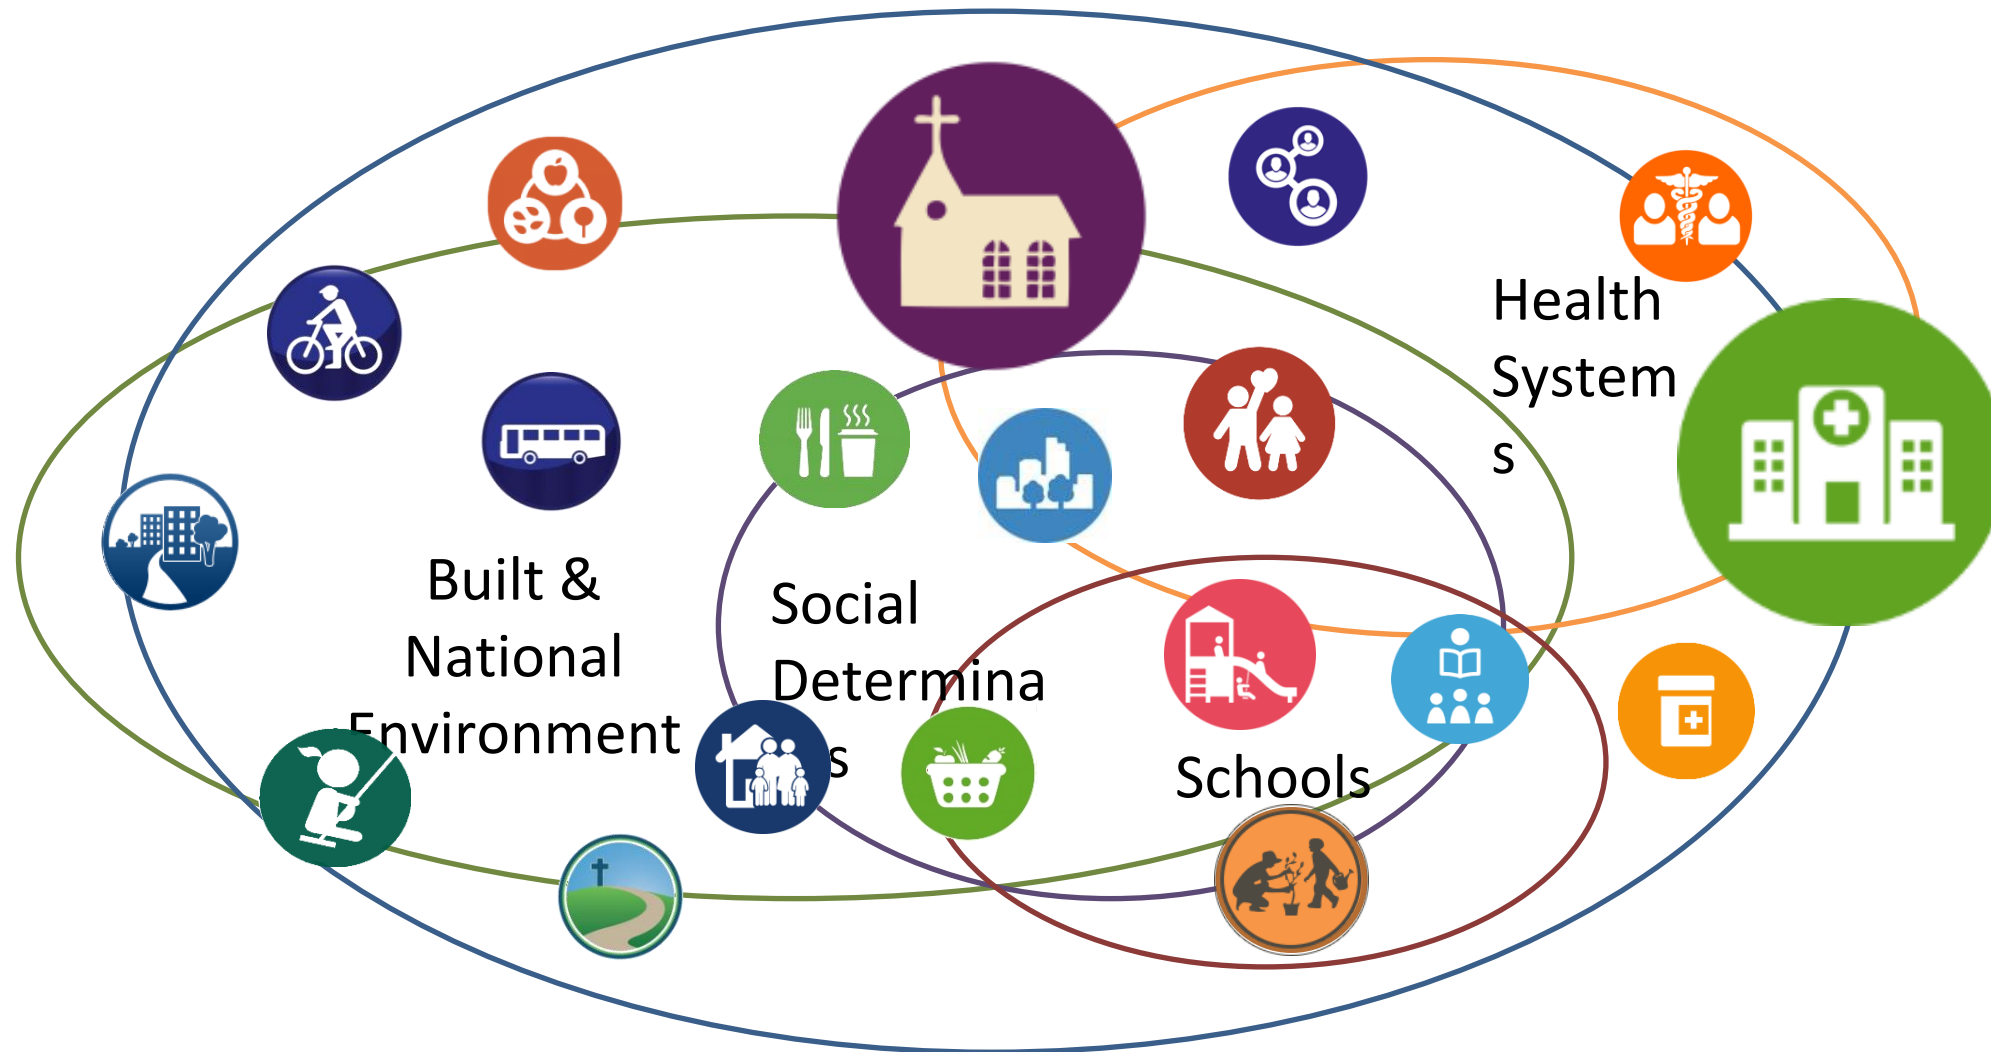 Health
System
s
Built &
National
Environment
Social
Determina
s
Schools